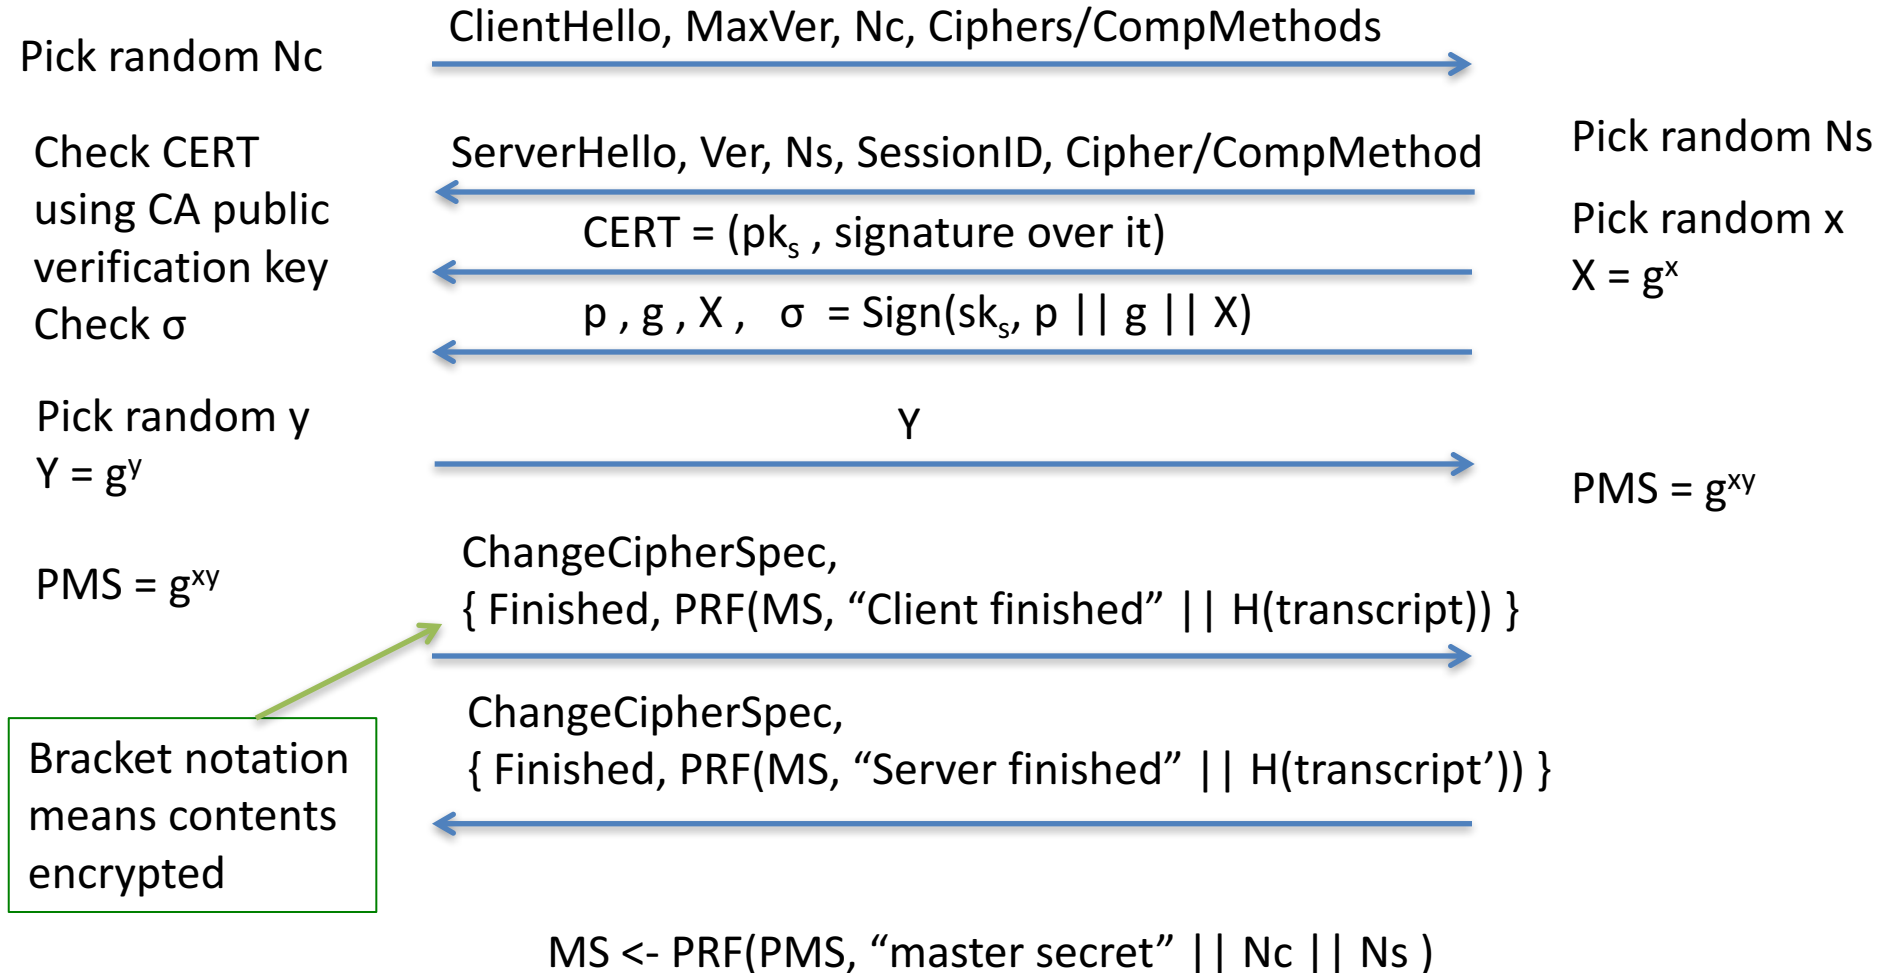 ClientHello, MaxVer, Nc, Ciphers/CompMethods
Pick random Nc
Check CERT
using CA public
verification key
Check σ
ServerHello, Ver, Ns, SessionID, Cipher/CompMethod
Pick random Ns
CERT = (pks , signature over it)
Pick random x
X = gx
p , g , X , σ = Sign(sks, p || g || X)
Pick random y
Y = gy
Y
PMS = gxy
PMS = gxy
ChangeCipherSpec,
{ Finished, PRF(MS, “Client finished” || H(transcript)) }
ChangeCipherSpec,
{ Finished, PRF(MS, “Server finished” || H(transcript’)) }
Bracket notation
means contents
encrypted
MS <- PRF(PMS, “master secret” || Nc || Ns )